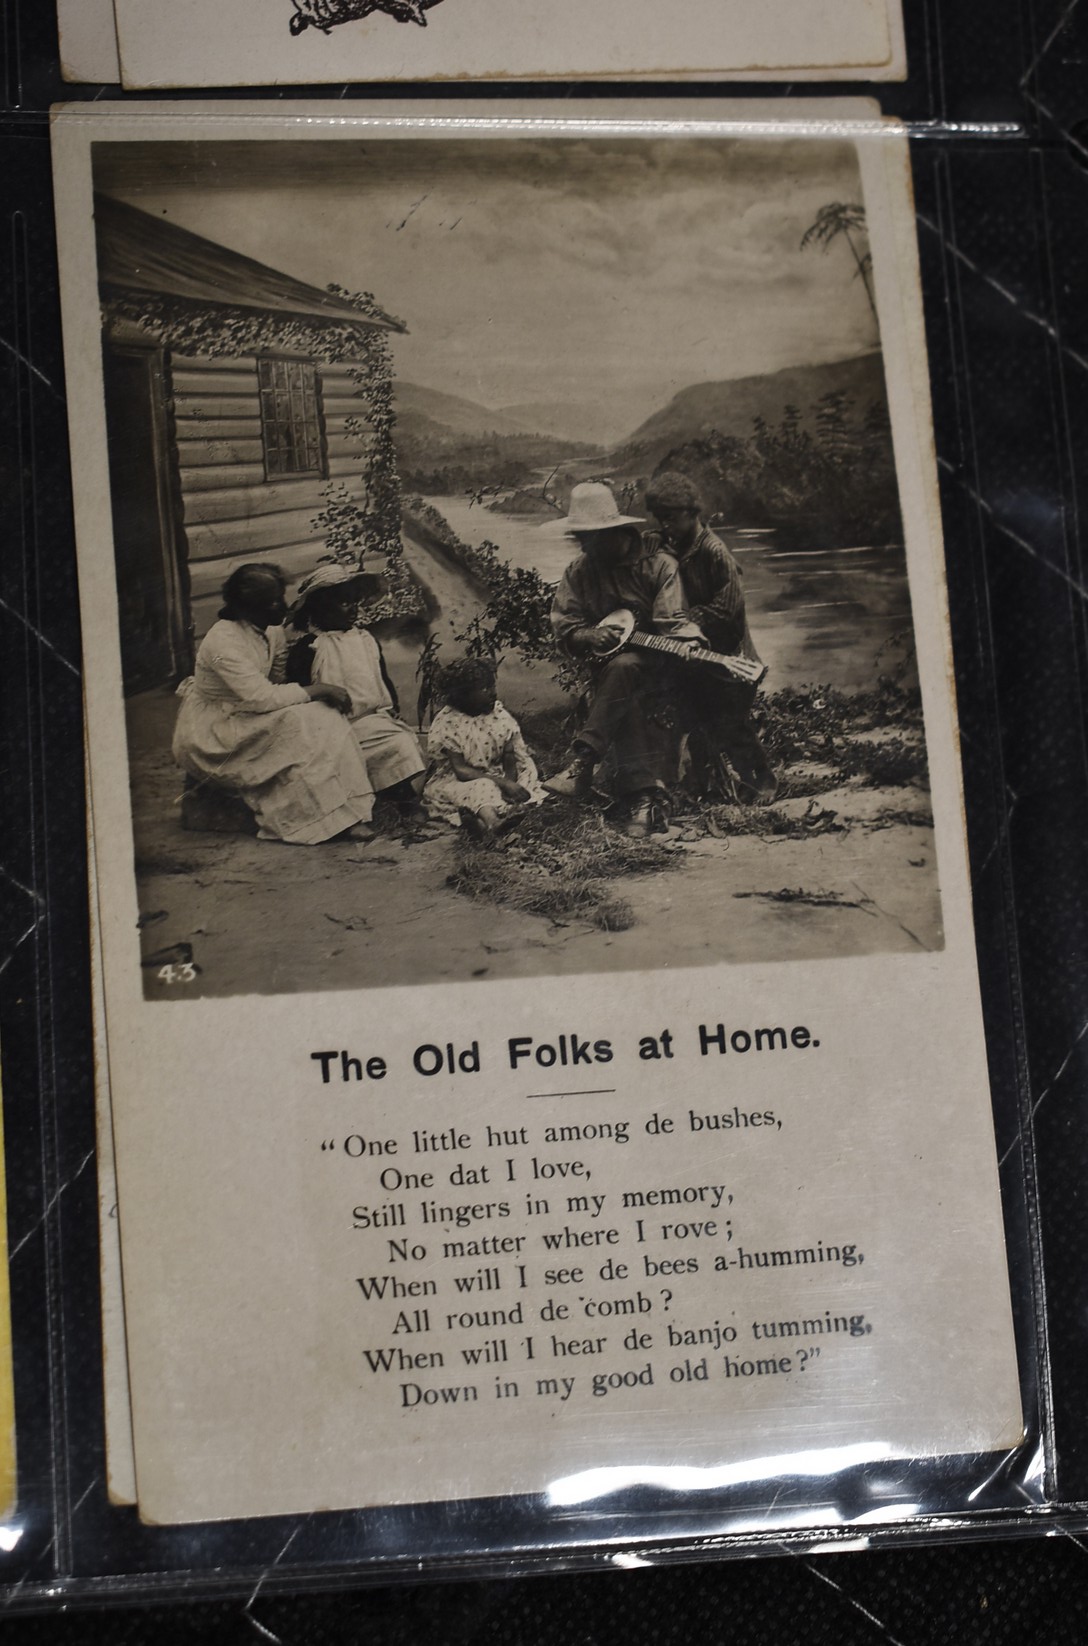 43
The Old Folks at Home.
“One little hut among de bushes,
One dat I love,
Still lingers in my memory,
No matter where I rove;
When will I see de bees a-humming,
All round de comb?
When will I hear de banjo tumming,
Down in my good old home?”